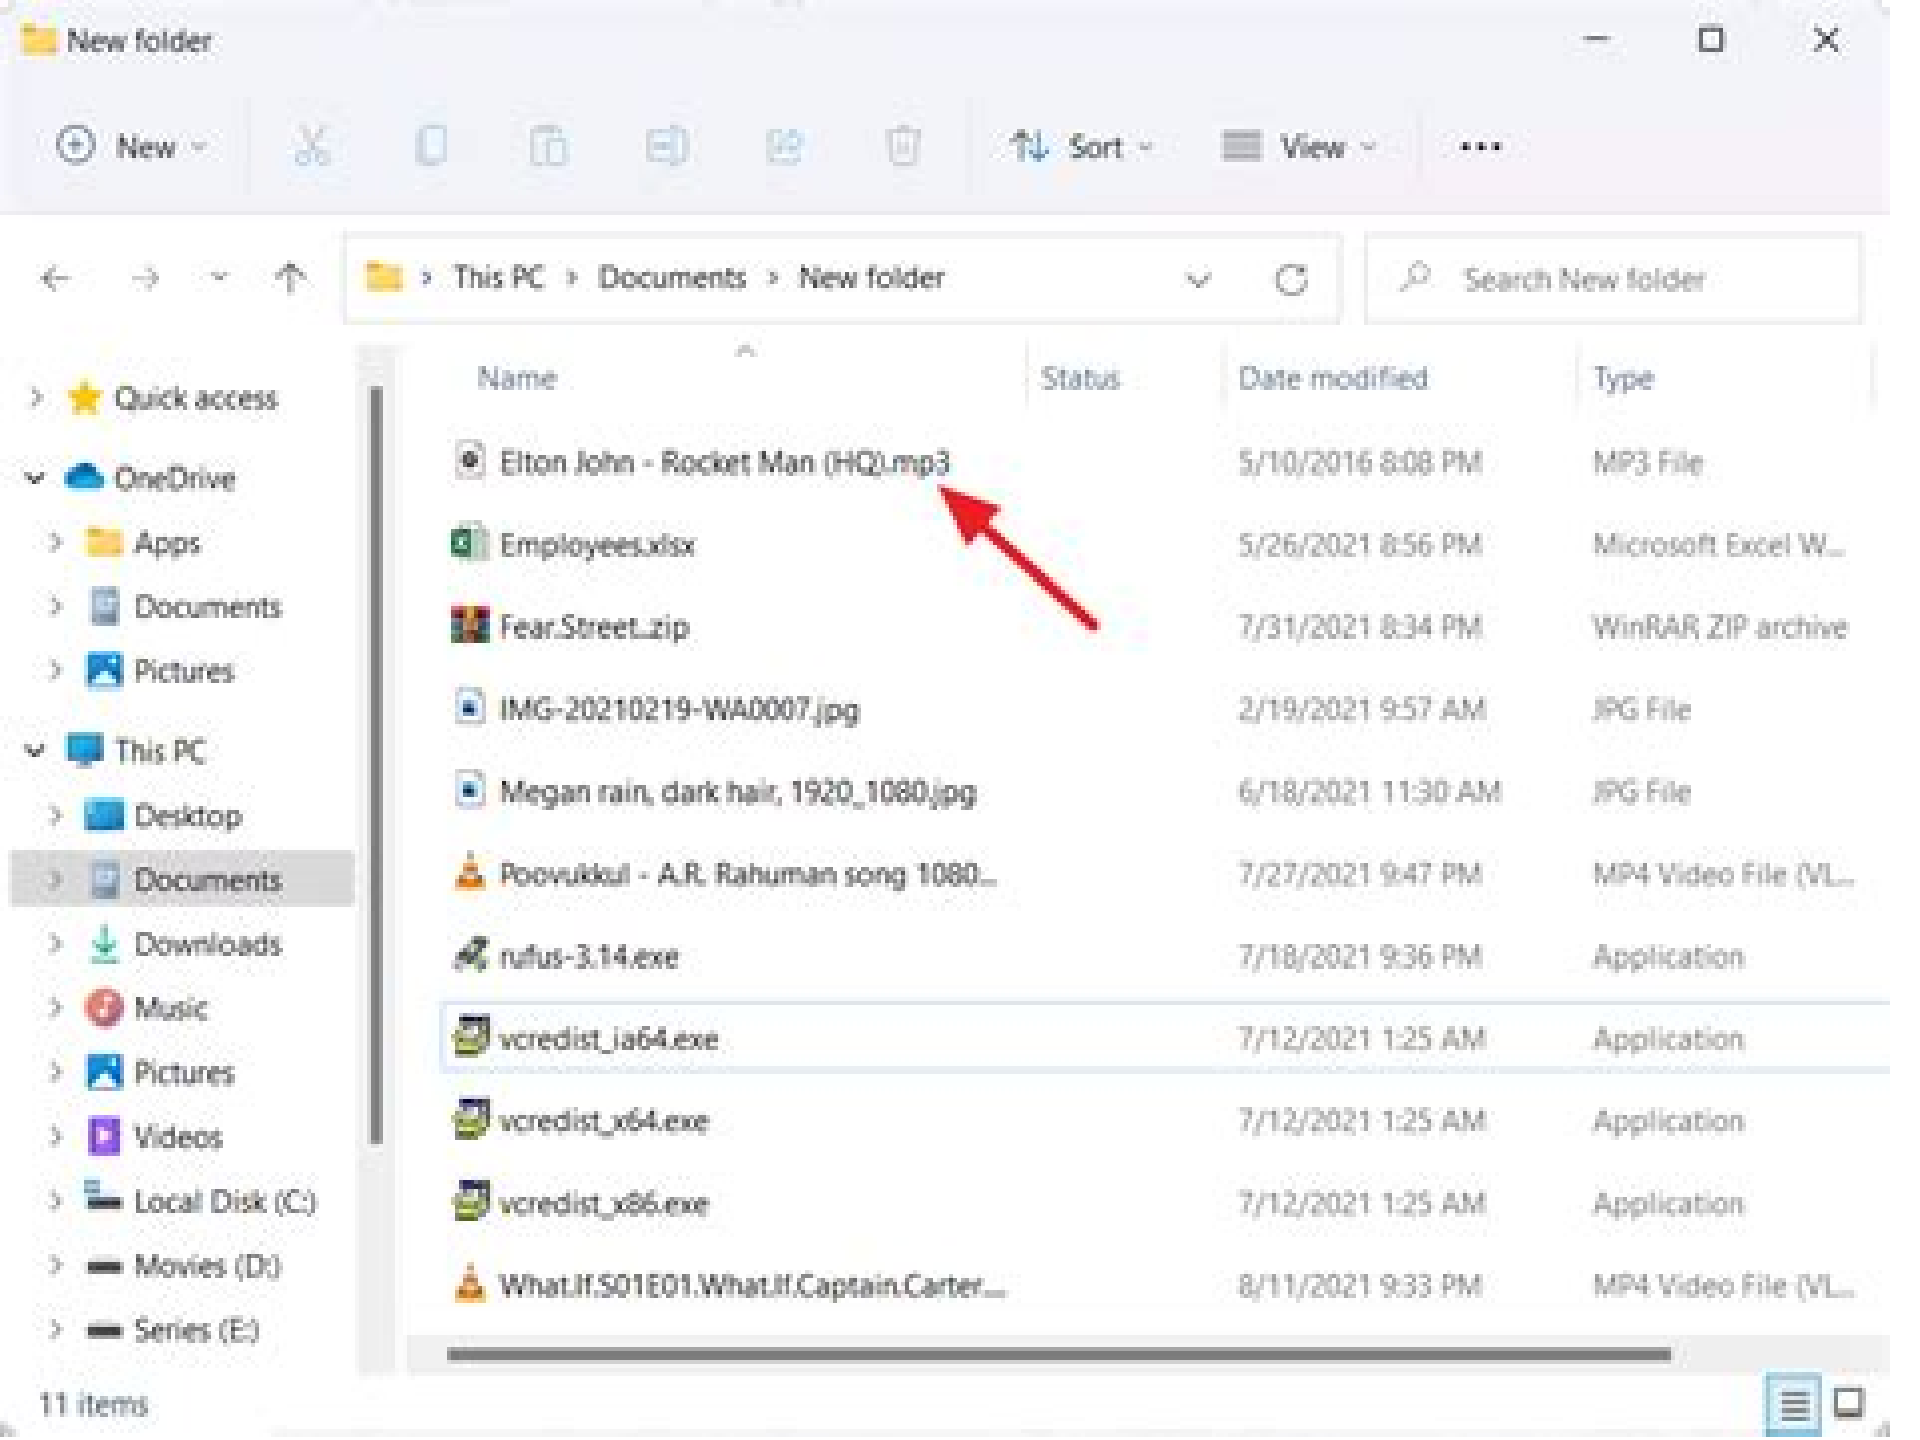 New folder
New
Sort
View
This PC > Documents > New folder
Search New folder
Name
Status
Date modified
Type
Quick access
OneDrive
Apps
Documents
Pictures
This PC
Desktop
Documents
Downloads
Music
Pictures
Videos
Local Disk (C:)
Movies (D:)
Series (E:)
Elton John - Rocket Man (HQ).mp3 5/10/2016 8:08 PM MP3 File
Employees.xlsx 5/26/2021 8:56 PM Microsoft Excel W...
Fear.Street..zip 7/31/2021 8:34 PM WinRAR ZIP archive
IMG-20210219-WA0007.jpg 2/19/2021 9:57 AM JPG File
Megan rain, dark hair, 1920_1080.jpg 6/18/2021 11:30 AM JPG File
Poovukkul - A.R. Rahuman song 1080... 7/27/2021 9:47 PM MP4 Video File (VL...
rufus-3.14.exe 7/18/2021 9:36 PM Application
vcredist_ia64.exe 7/12/2021 1:25 AM Application
vcredist_x64.exe 7/12/2021 1:25 AM Application
vcredist_x86.exe 7/12/2021 1:25 AM Application
What.If.S01E01.What.If.Captain.Carter.... 8/11/2021 9:33 PM MP4 Video File (VL...
11 items